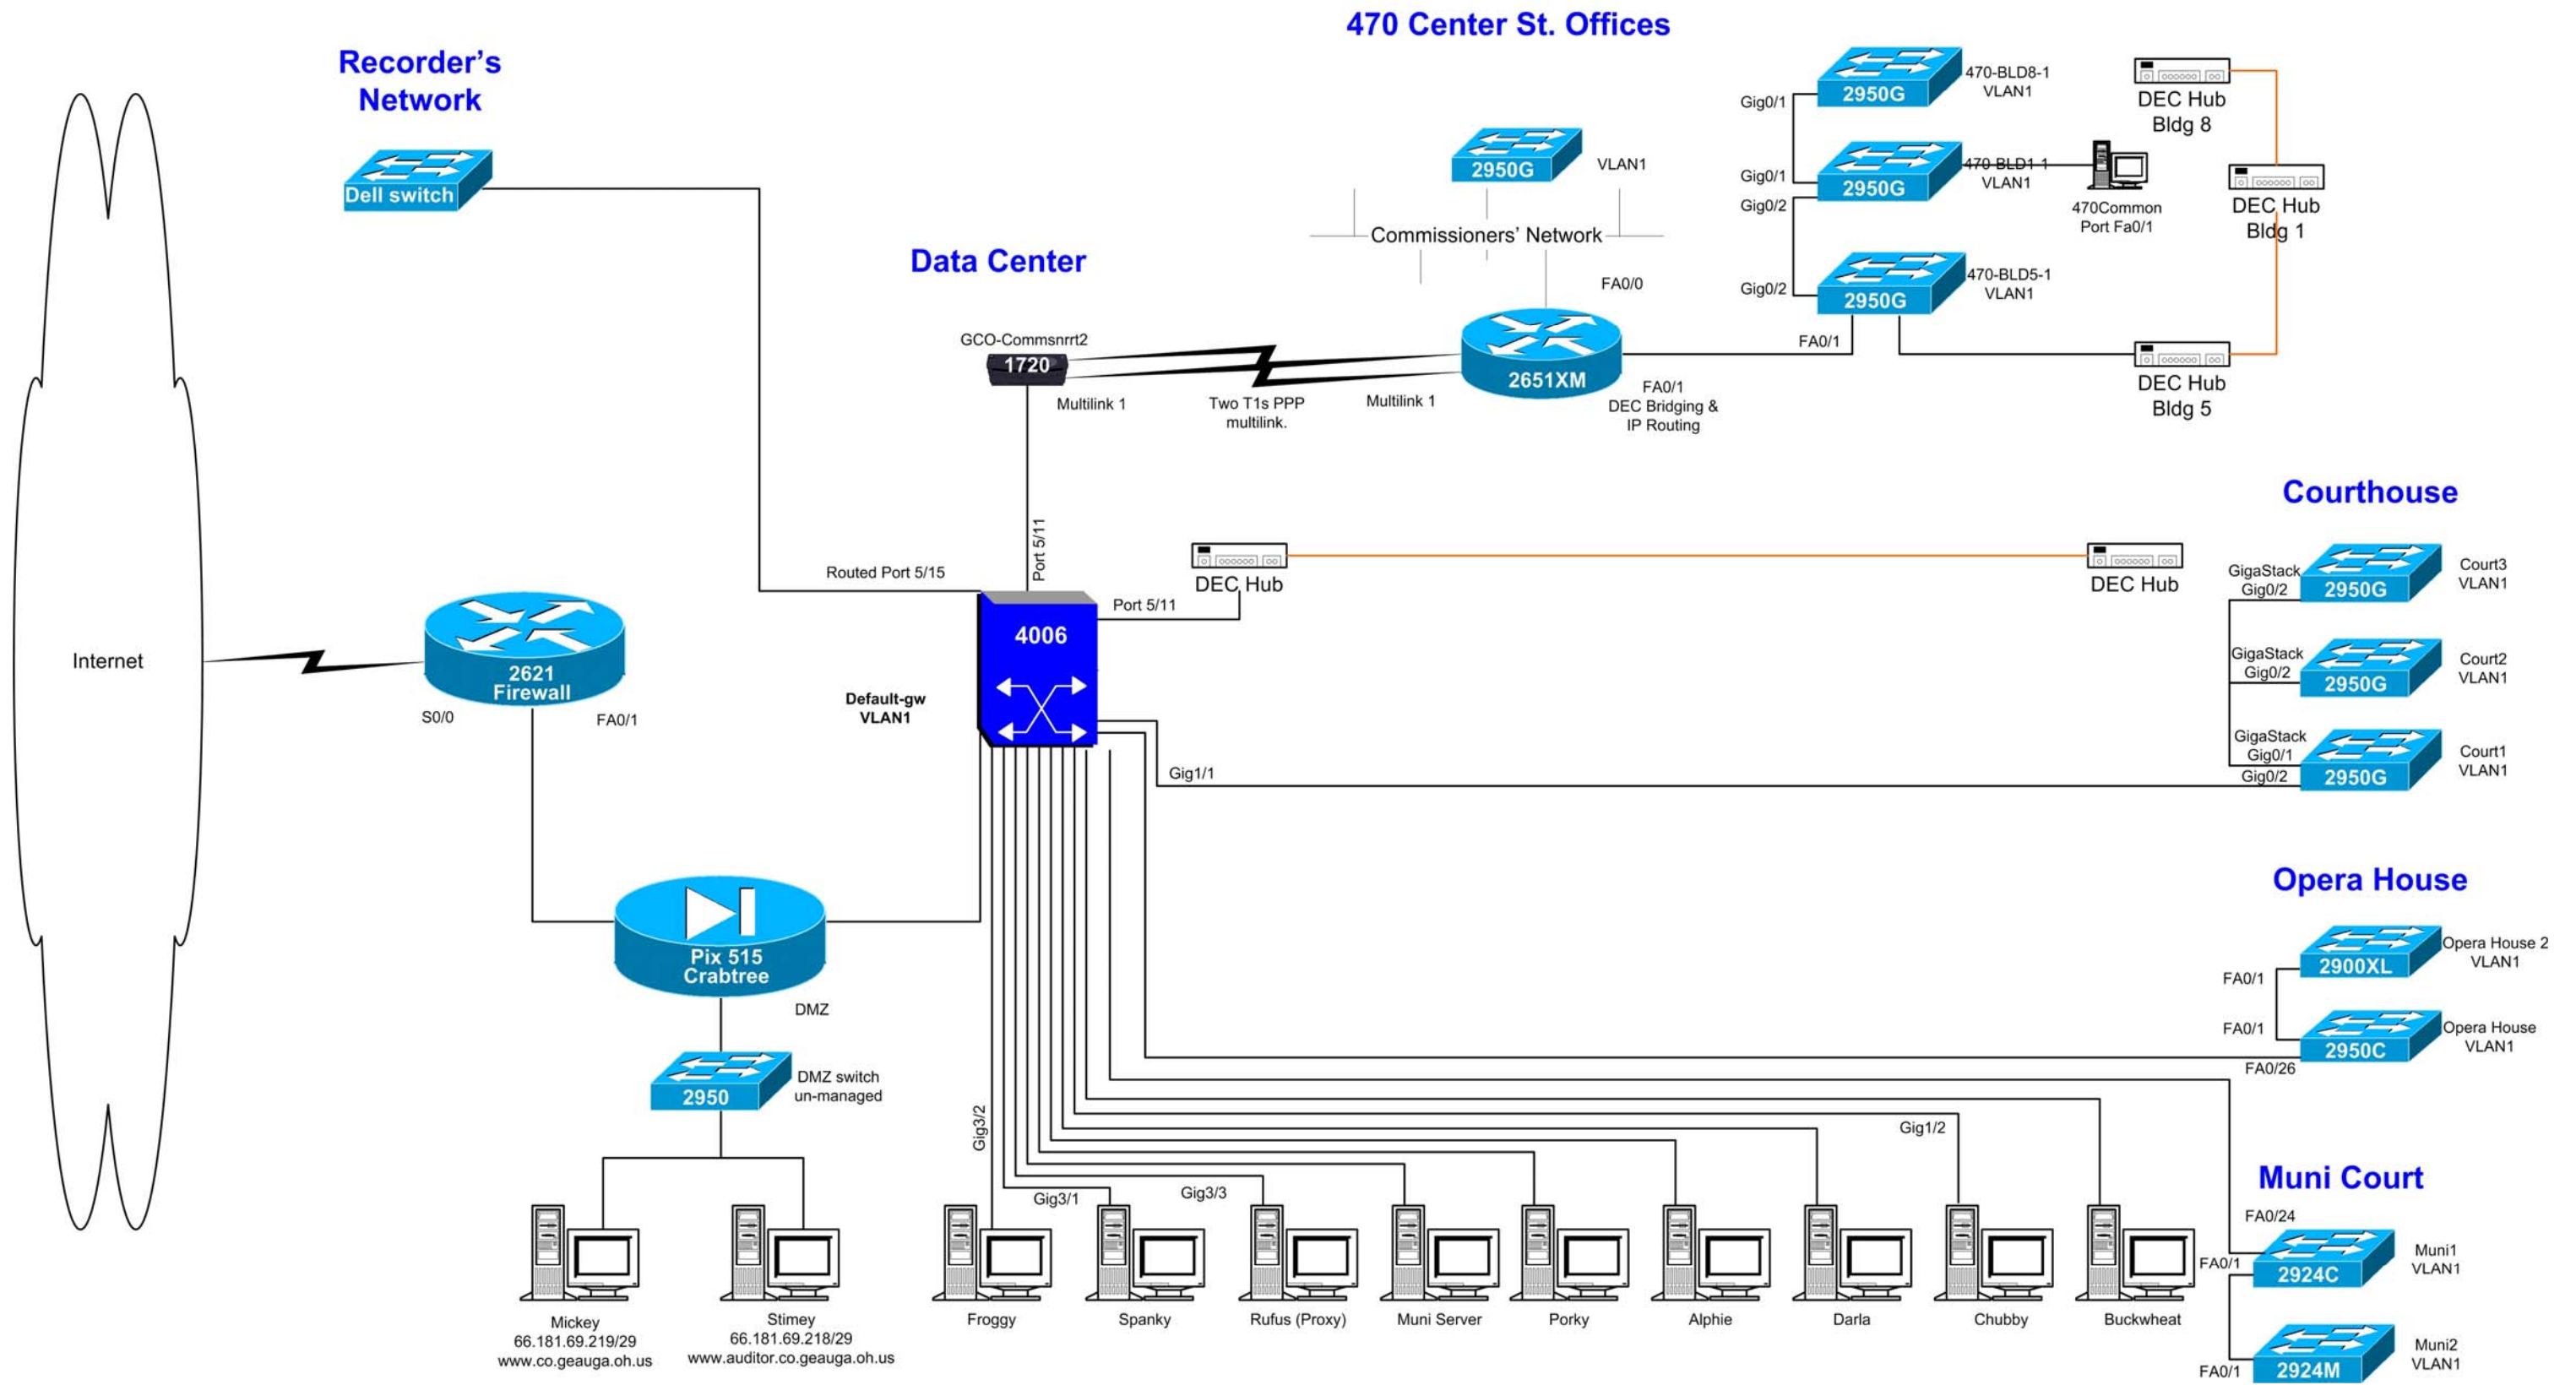 470 Center St. Offices
Recorder's
Network
Dell switch
Data Center
2950G
VLAN1
Commissioners' Network
FA0/0
2950G
470-BLD8-1
VLAN1
Gig0/1
Gig0/1
2950G
470-BLD1-1
VLAN1
Gig0/2
470Common
Port Fa0/1
Gig0/2
2950G
470-BLD5-1
VLAN1
DEC Hub
Bldg 8
DEC Hub
Bldg 1
DEC Hub
Bldg 5
GCO-Commsnrrt2
1720
Multilink 1
Two T1s PPP
multilink.
Multilink 1
2651XM
FA0/1
FA0/1
DEC Bridging &
IP Routing
Port 5/11
Routed Port 5/15
Port 5/11
DEC Hub
DEC Hub
Courthouse
GigaStack
Gig0/2
2950G
Court3
VLAN1
GigaStack
Gig0/2
2950G
Court2
VLAN1
GigaStack
Gig0/1
Gig0/2
2950G
Court1
VLAN1
Internet
2621
Firewall
S0/0
FA0/1
Default-gw
VLAN1
4006
Gig1/1
Pix 515
Crabtree
DMZ
2950
DMZ switch
un-managed
Opera House
2900XL
Opera House 2
VLAN1
FA0/1
FA0/1
2950C
Opera House
VLAN1
FA0/26
Gig3/2
Gig3/1
Gig3/3
Gig1/2
Muni Court
FA0/24
FA0/1
2924C
Muni1
VLAN1
FA0/1
2924M
Muni2
VLAN1
Mickey
66.181.69.219/29
www.co.geauga.oh.us
Stimey
66.181.69.218/29
www.auditor.co.geauga.oh.us
Froggy
Spanky
Rufus (Proxy)
Muni Server
Porky
Alphie
Darla
Chubby
Buckwheat